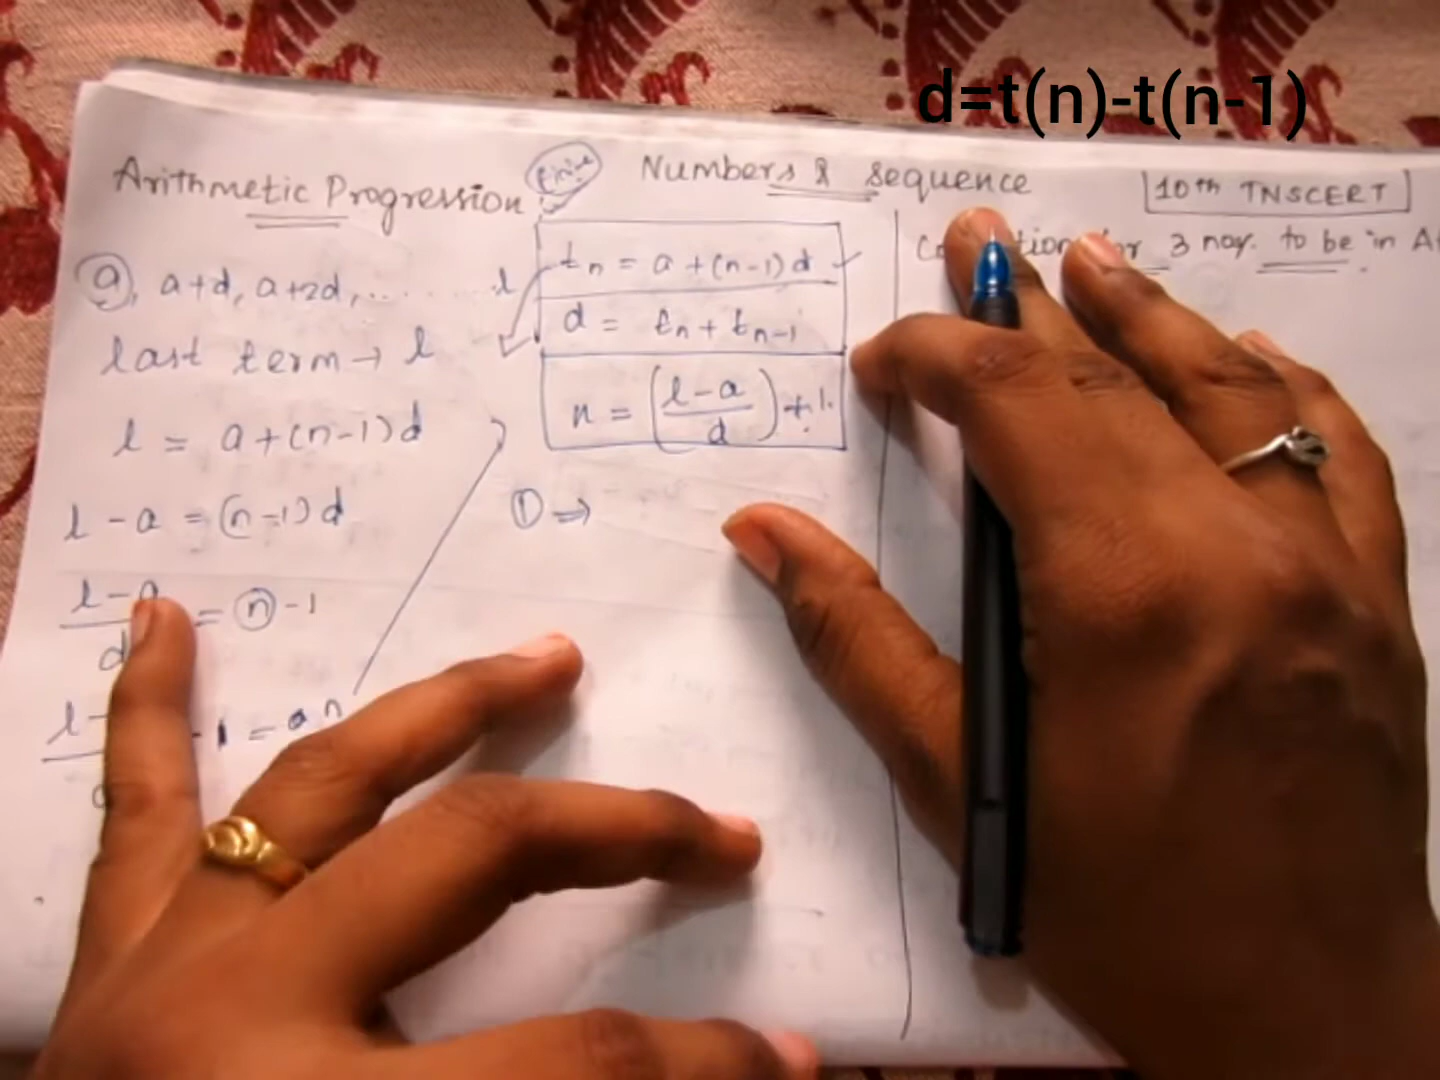 d=t(n)-t(n-1)
Arithmetic Progression
Numbers & sequence
10th TNSCERT
a, a+d, a+2d, ...... l
last term → l
l = a+(n-1)d
l - a = (n-1)d
l-a/d = n - 1
tn = a+(n-1)d
d = tn + tn-1
n = (l-a/d)+1.
① ⇒
3 nos. to be in